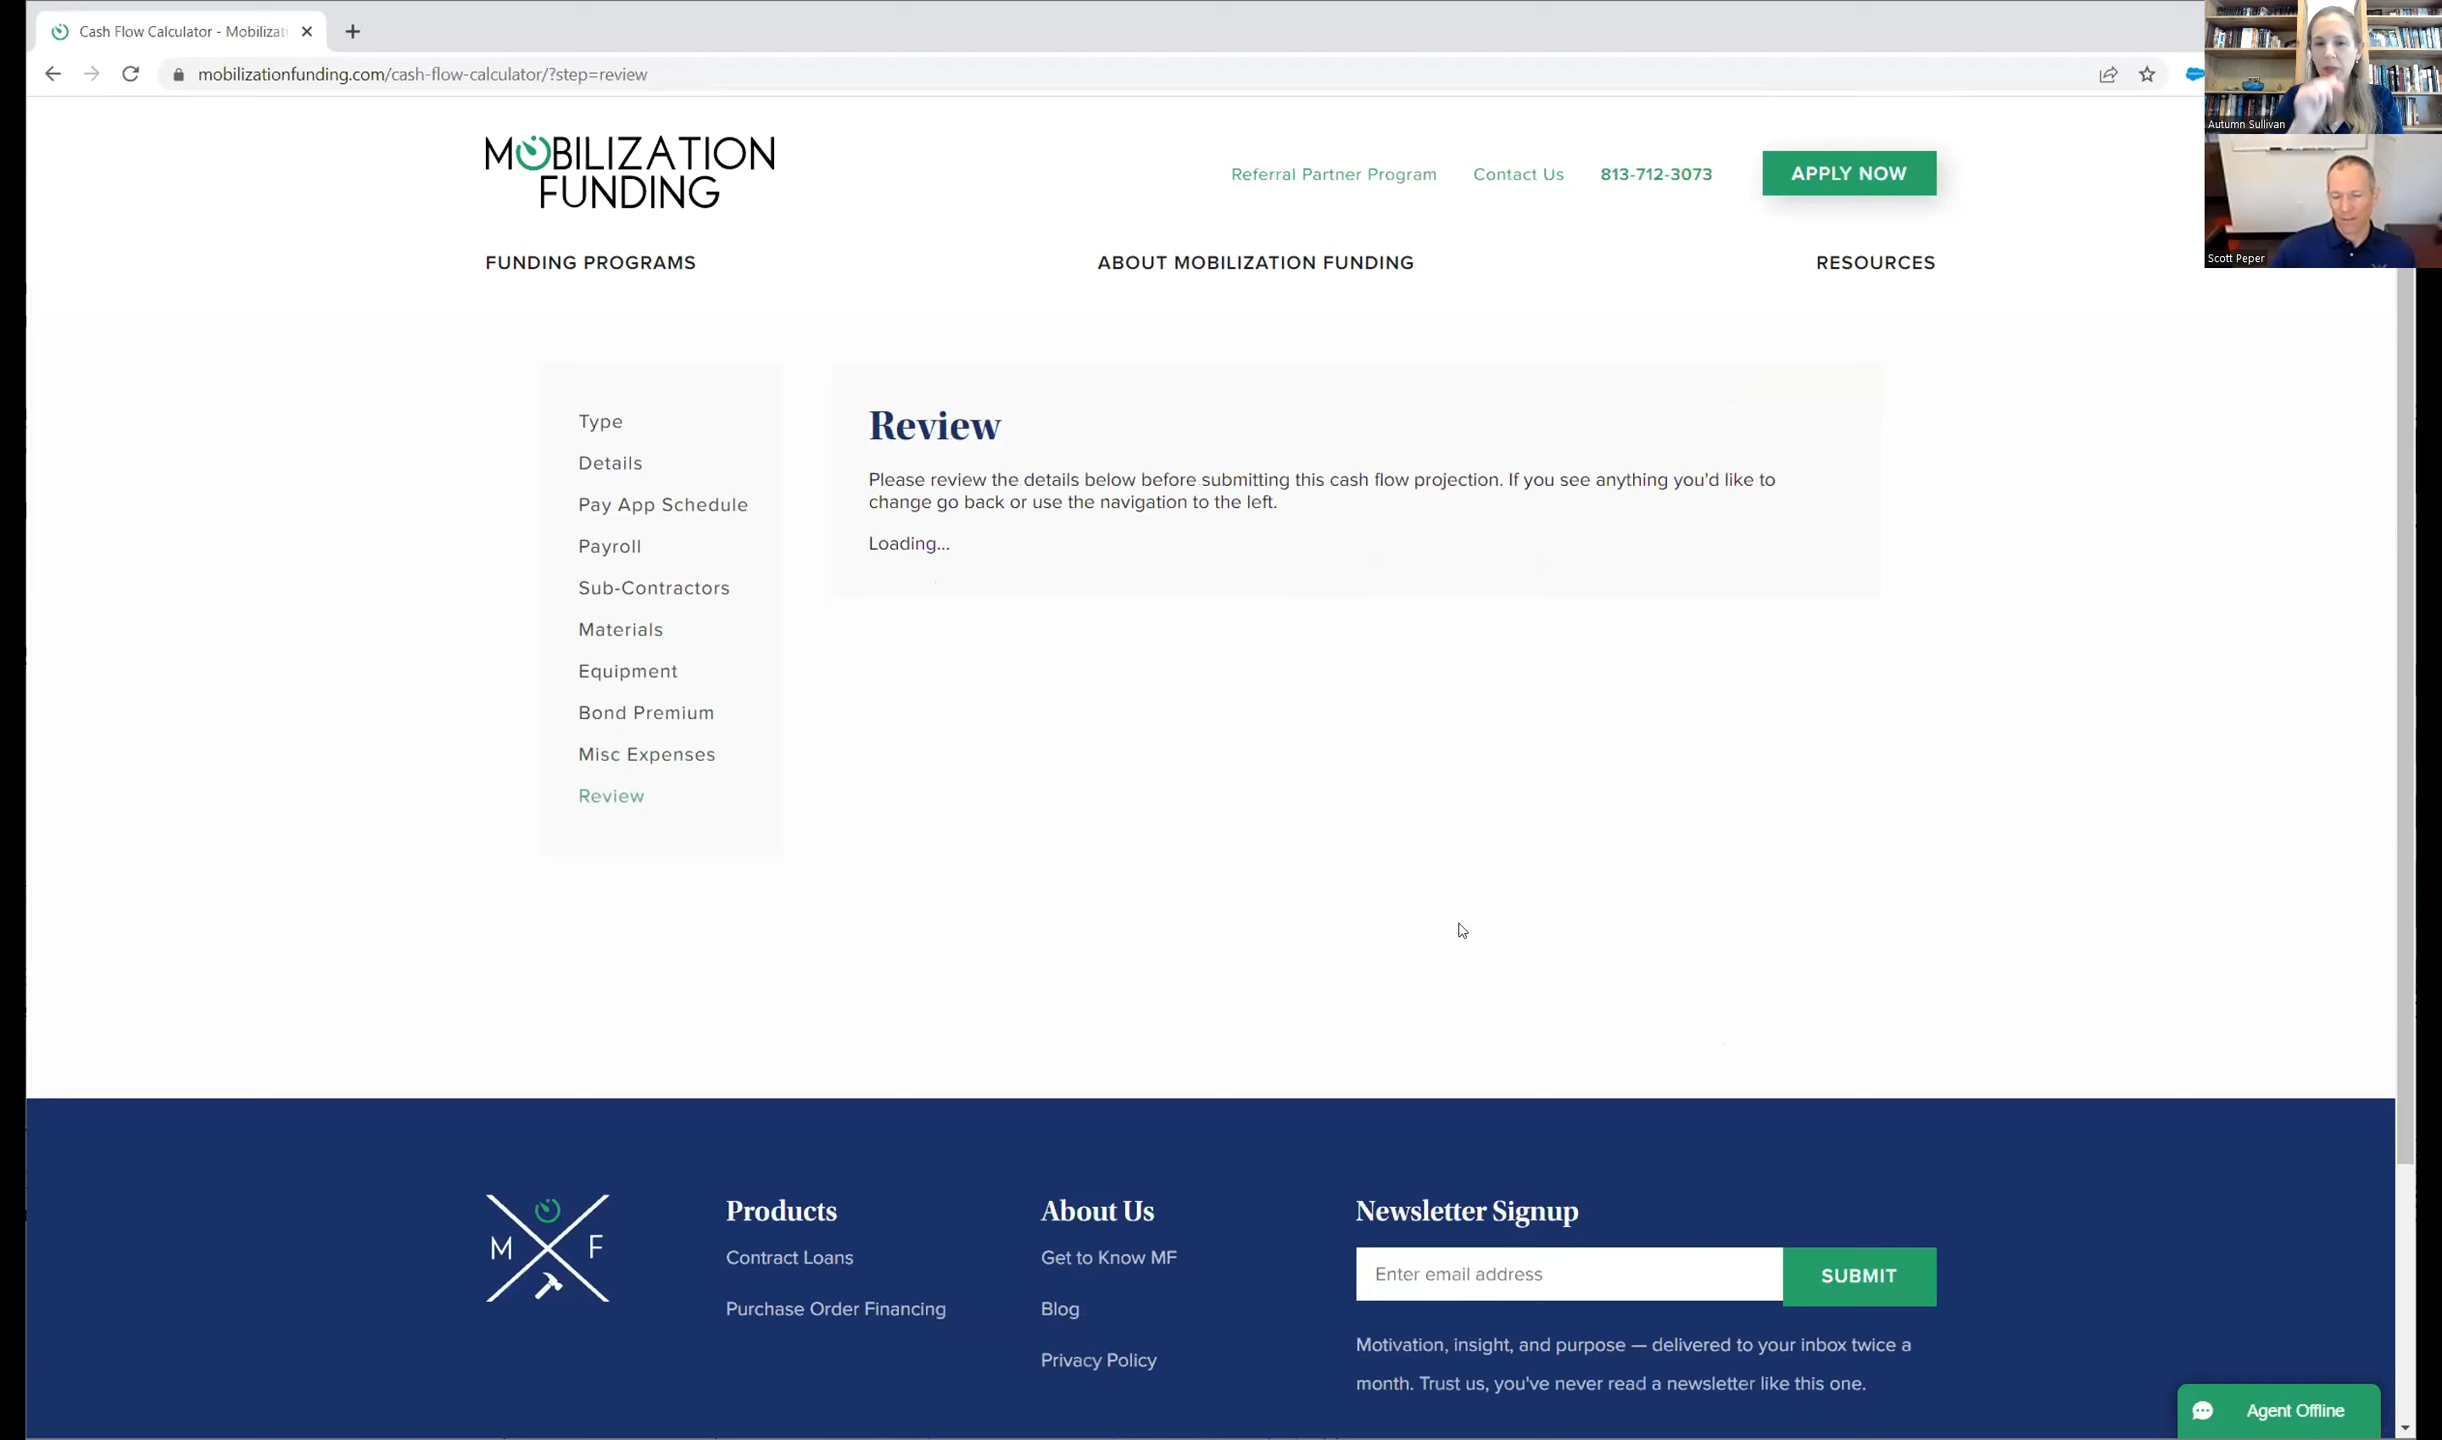 Cash Flow Calculator - Mobilizat
mobilizationfunding.com/cash-flow-calculator/?step=review
Autumn Sullivan
Scott Peper
MOBILIZATION
FUNDING
Referral Partner Program
Contact Us
813-712-3073
APPLY NOW
FUNDING PROGRAMS
ABOUT MOBILIZATION FUNDING
RESOURCES
Type
Details
Pay App Schedule
Payroll
Sub-Contractors
Materials
Equipment
Bond Premium
Misc Expenses
Review
Review
Please review the details below before submitting this cash flow projection. If you see anything you'd like to
change go back or use the navigation to the left.
Loading...
M F
Products
Contract Loans
Purchase Order Financing
About Us
Get to Know MF
Blog
Privacy Policy
Newsletter Signup
Enter email address
SUBMIT
Motivation, insight, and purpose — delivered to your inbox twice a
month. Trust us, you've never read a newsletter like this one.
Agent Offline